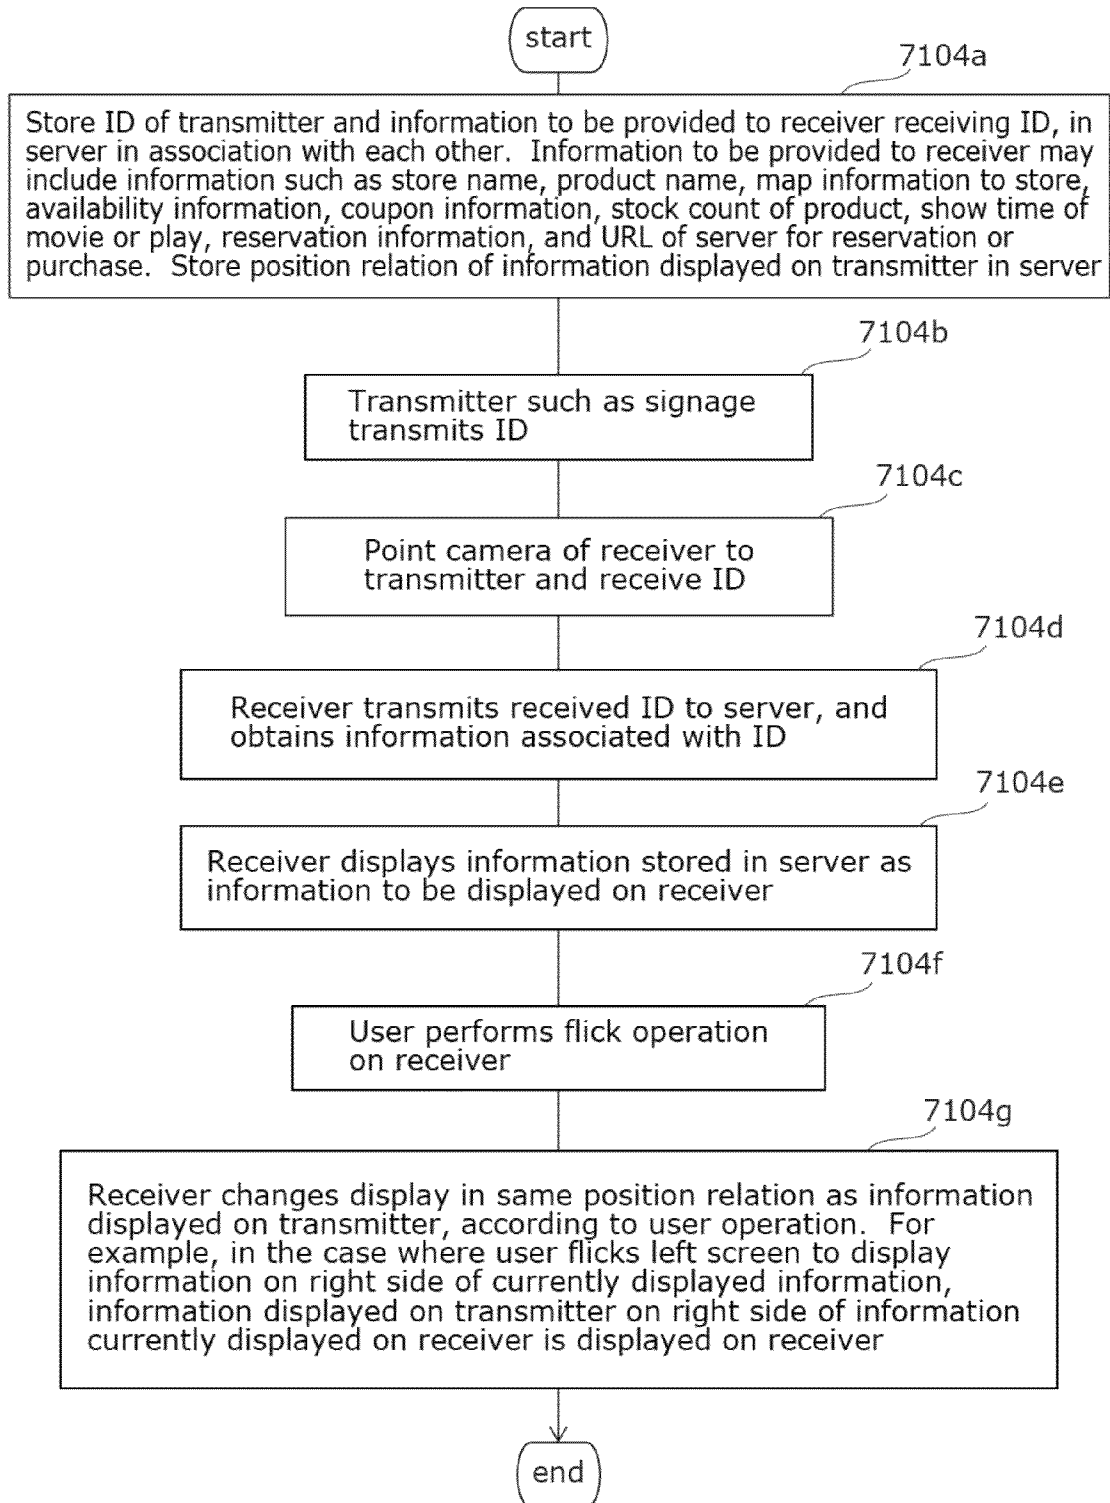 start
7104a
Store ID of transmitter and information to be provided to receiver receiving ID, in
server in association with each other.  Information to be provided to receiver may
include information such as store name, product name, map information to store,
availability information, coupon information, stock count of product, show time of
movie or play, reservation information, and URL of server for reservation or
purchase.  Store position relation of information displayed on transmitter in server
7104b
Transmitter such as signage
transmits ID
7104c
Point camera of receiver to
transmitter and receive ID
7104d
Receiver transmits received ID to server, and
obtains information associated with ID
7104e
Receiver displays information stored in server as
information to be displayed on receiver
7104f
User performs flick operation
on receiver
7104g
Receiver changes display in same position relation as information
displayed on transmitter, according to user operation.  For
example, in the case where user flicks left screen to display
information on right side of currently displayed information,
information displayed on transmitter on right side of information
currently displayed on receiver is displayed on receiver
end